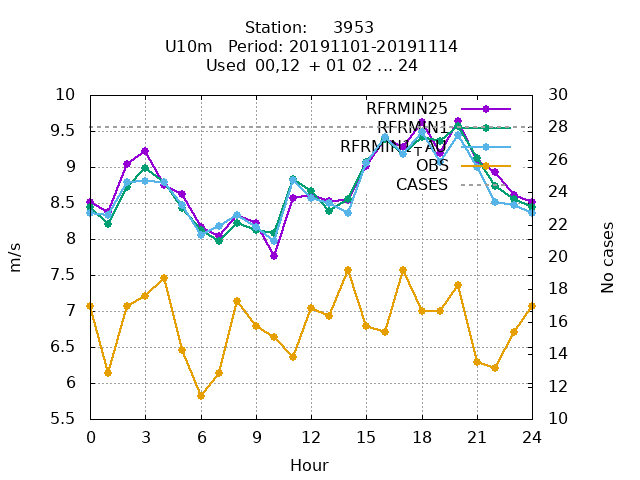 Station: 3953
U10m Period: 20191101-20191114
Used 00,12 + 01 02 ... 24
10 30
RFRMIN25
9.5 RFRMIN1 28
RFRMIN1+AU
9 OBS 26
CASES
8.5 24
8 22
7.5 20
7 18
6.5 16
6 14
5.5 12
10
m/s
No cases
0 3 6 9 12 15 18 21 24
Hour